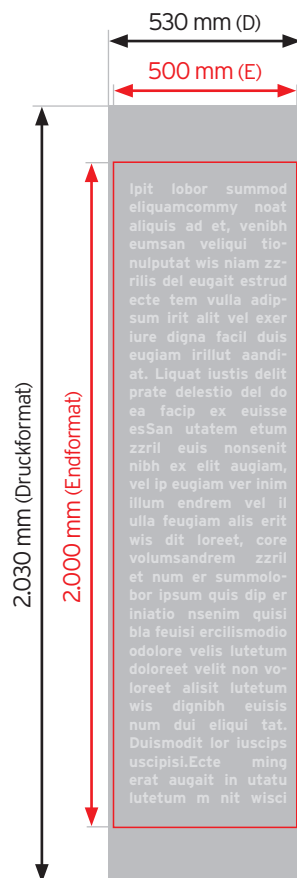 530 mm (D)
500 mm (E)
2.030 mm (Druckformat)
2.000 mm (Endformat)
Ipit lobor summod
eliquamcommy noat
aliquis ad et, venibh
eumsan veliqui tio-
nulputat wis niam zz-
rilis del eugait estrud
ecte tem vulla adip-
sum irit alit vel exer
iure digna facil duis
eugiam irillut aandi-
at. Liquat iustis delit
prate delestio del do
ea facip ex euisse
esSan utatem etum
zzril euis nonsenit
nibh ex elit augiam,
vel ip eugiam ver inim
illum endrem vel il
ulla feugiam alis erit
wis dit loreet, core
volumsandrem zzril
et num er summolo-
bor ipsum quis dip er
iniatio nsenim quisi
bla feuisi ercilismodio
odolore velis lutetum
doloreet velit non vo-
loreet alisit lutetum
wis dignibh euisis
num dui eliqui tat.
Duismodit lor iuscips
uscipisi.Ecte ming
erat augait in utatu
lutetum m nit wisci